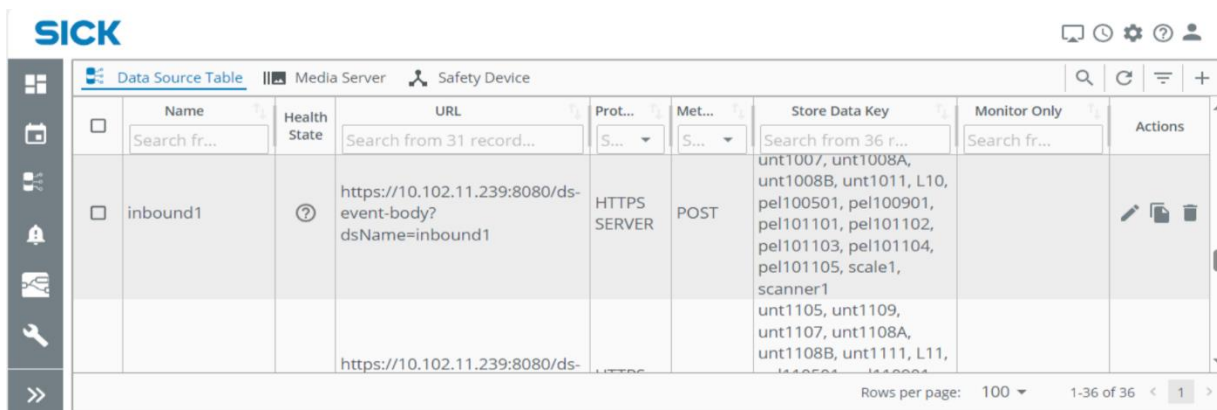 SICK
Data Source Table Media Server Safety Device
Name Health State URL Prot... Met... Store Data Key Monitor Only Actions
Search fr... Search from 31 record... S... S... Search from 36 r... Search fr...
unt1007, unt1008A,
unt1008B, unt1011, L10,
pel100501, pel100901,
pel101101, pel101102,
pel101103, pel101104,
pel101105, scale1,
scanner1
inbound1
https://10.102.11.239:8080/ds-
event-body?
dsName=inbound1
HTTPS
SERVER
POST
https://10.102.11.239:8080/ds-
unt1105, unt1109,
unt1107, unt1108A,
unt1108B, unt1111, L11,
Rows per page: 100 1-36 of 36 < 1 >